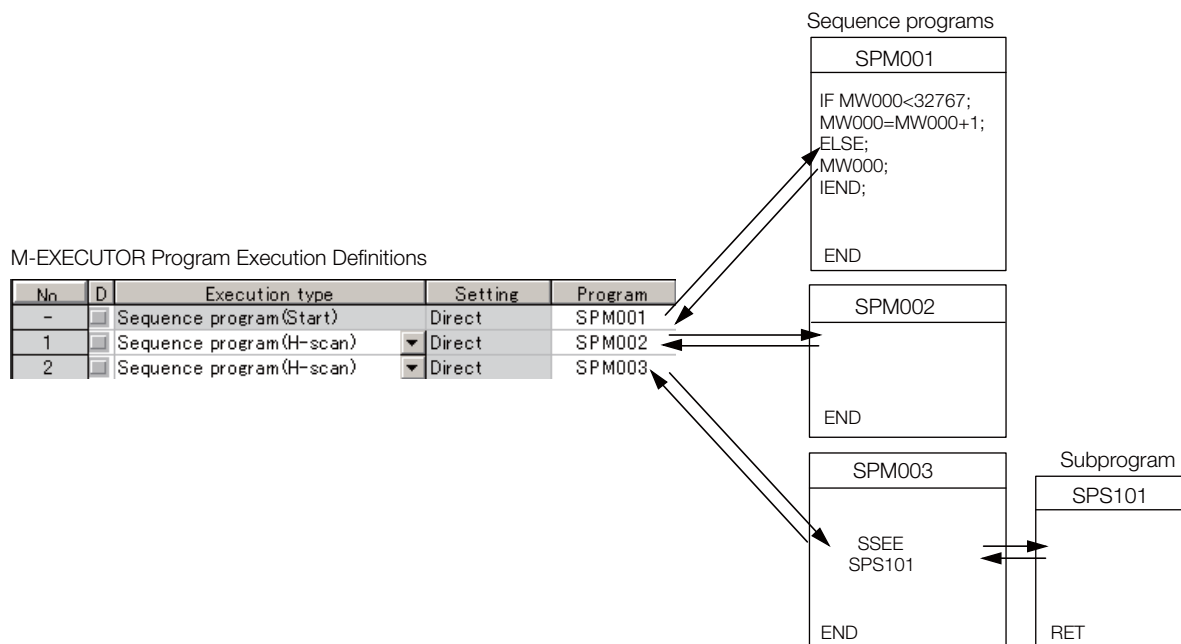 Sequence programs
SPM001
IF MW000<32767;
MW000=MW000+1;
ELSE;
MW000;
IEND;
END
M-EXECUTOR Program Execution Definitions
No D Execution type Setting Program
- Sequence program(Start) Direct SPM001
1 Sequence program(H-scan) Direct SPM002
2 Sequence program(H-scan) Direct SPM003
SPM002
END
SPM003
SSEE
SPS101
END
Subprogram
SPS101
RET